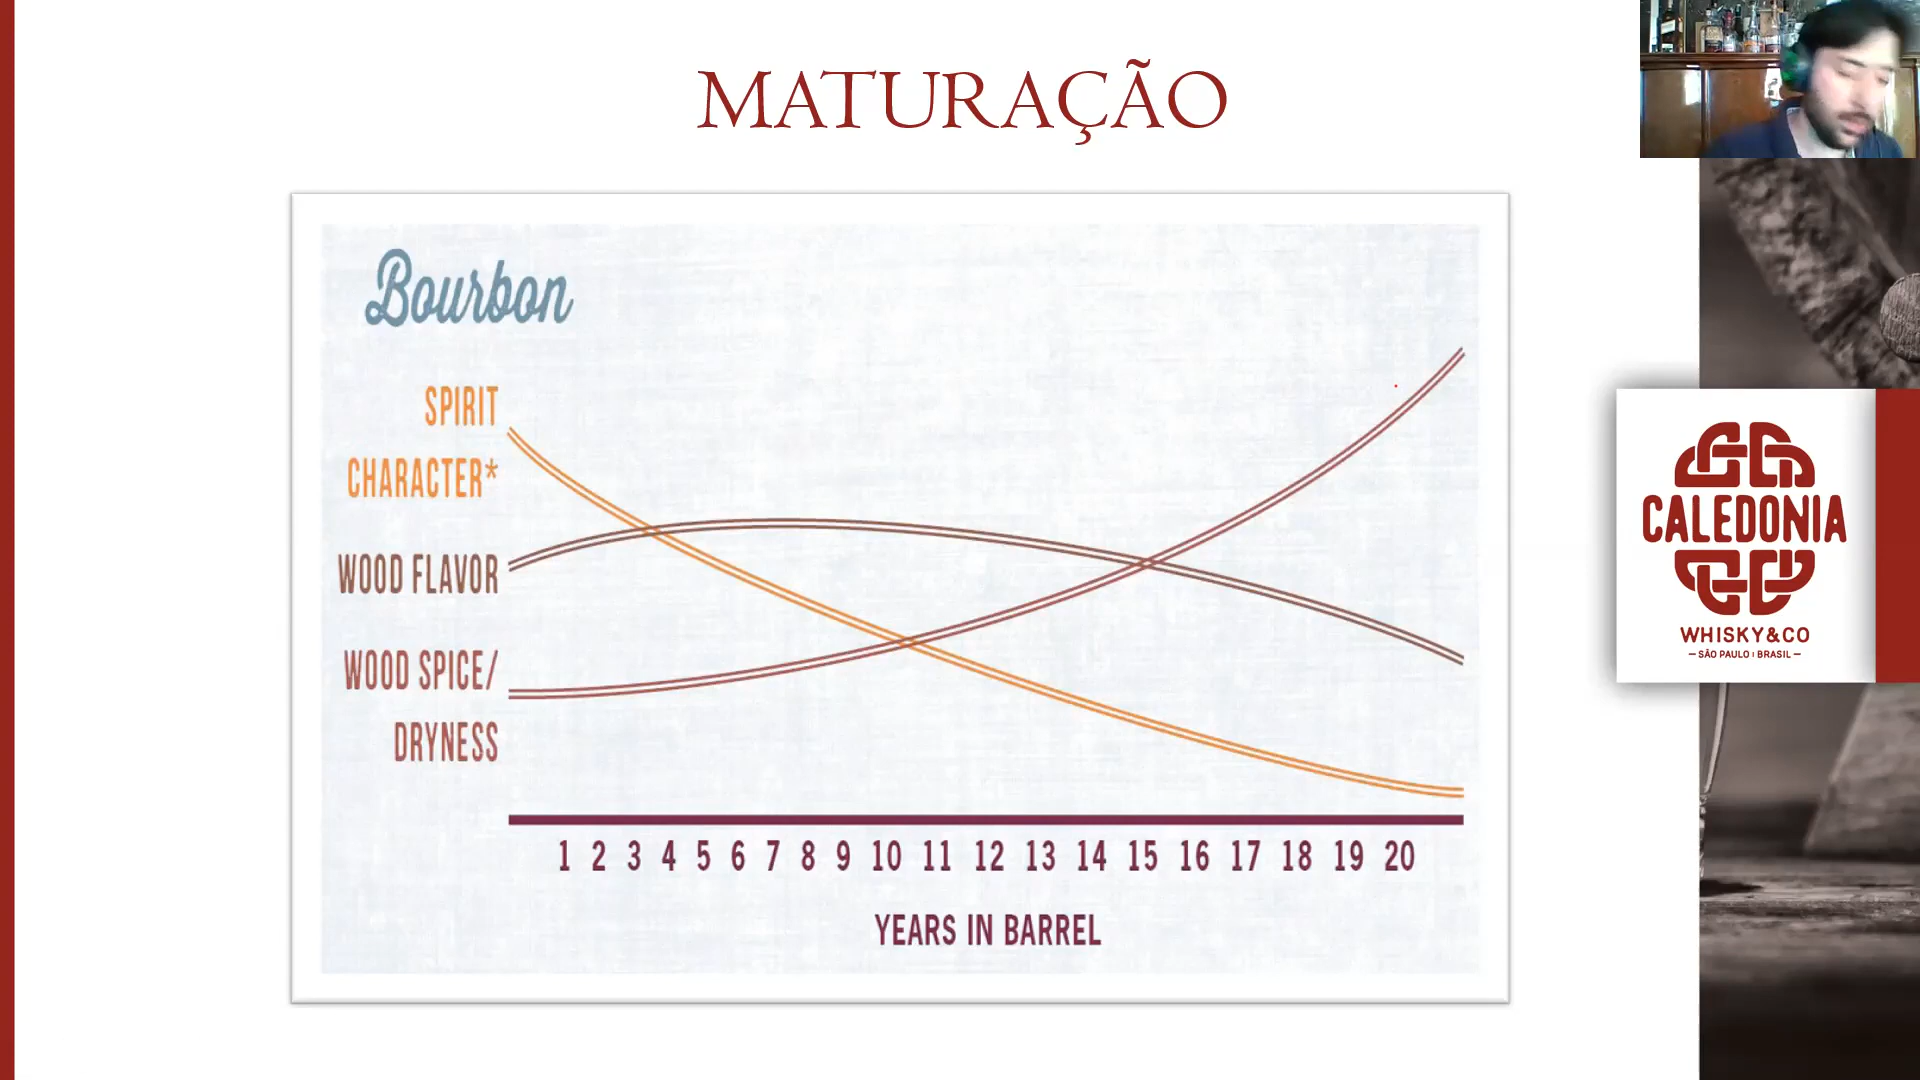 MATURAÇÃO
Bourbon
SPIRIT
CHARACTER*
WOOD FLAVOR
WOOD SPICE/
DRYNESS
1 2 3 4 5 6 7 8 9 10 11 12 13 14 15 16 17 18 19 20
YEARS IN BARREL
CALEDONIA
WHISKY&CO
– SÃO PAULO | BRASIL –